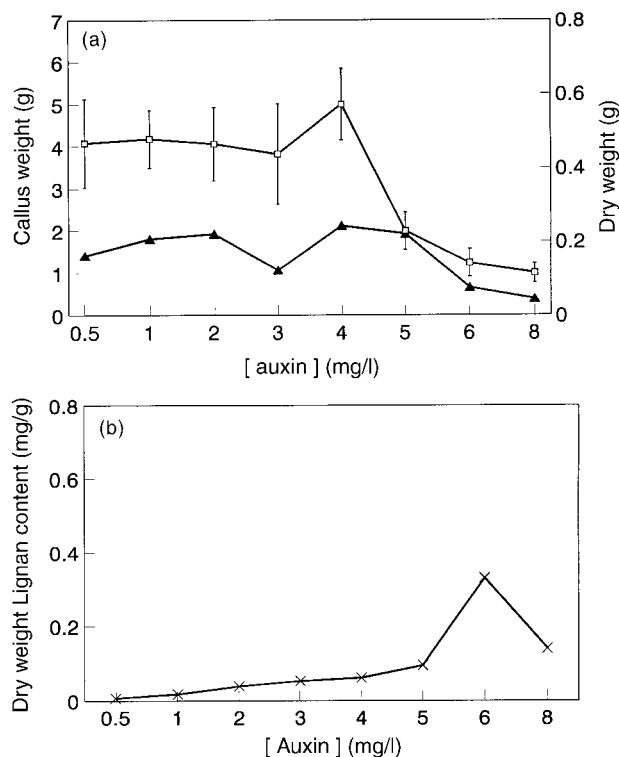 (a)
Callus weight (g)
7
6
5
4
3
2
1
0
0.8
0.6
0.4
0.2
0
Dry weight (g)
0.5 1 2 3 4 5 6 8
[ auxin ] (mg/l)
(b)
Dry weight Lignan content (mg/g)
0.8
0.6
0.4
0.2
0
0.5 1 2 3 4 5 6 8
[ Auxin ] (mg/l)